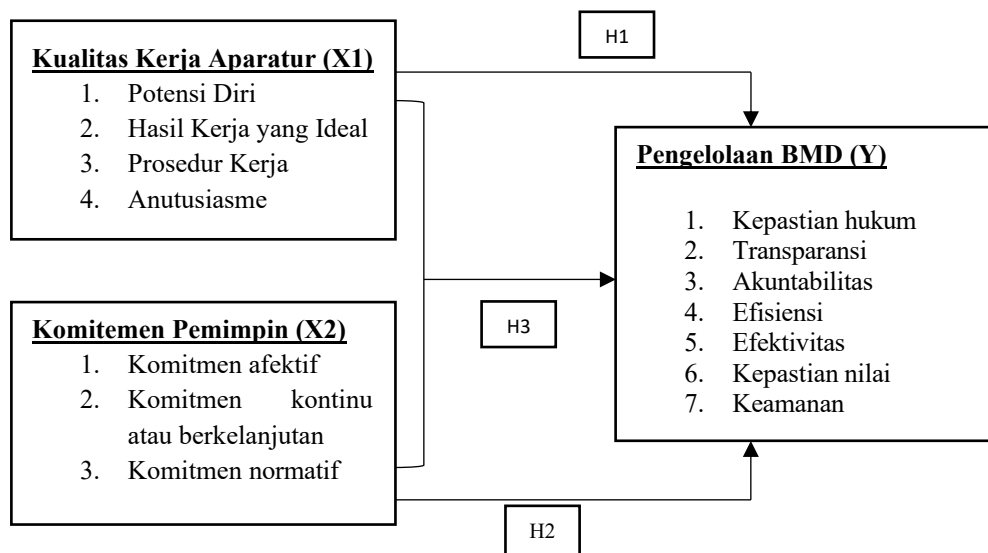 H1
Kualitas Kerja Aparatur (X1)
1. Potensi Diri
2. Hasil Kerja yang Ideal
3. Prosedur Kerja
4. Anutusiasme
Pengelolaan BMD (Y)
1. Kepastian hukum
2. Transparansi
3. Akuntabilitas
4. Efisiensi
5. Efektivitas
6. Kepastian nilai
7. Keamanan
H3
Komitemen Pemimpin (X2)
1. Komitmen afektif
2. Komitmen kontinu
atau berkelanjutan
3. Komitmen normatif
H2